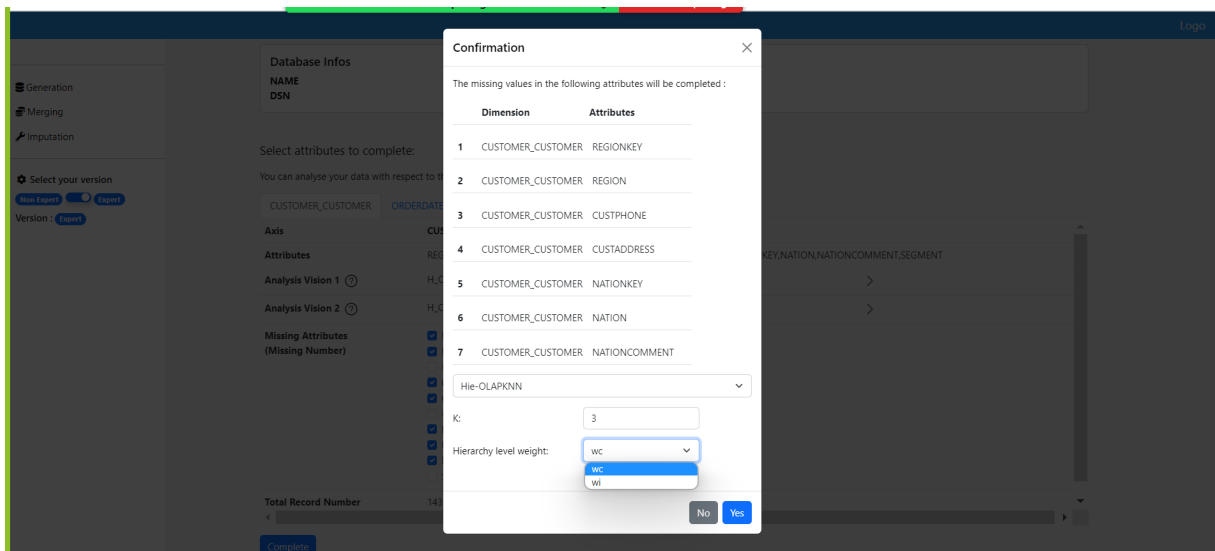 Logo
Confirmation
The missing values in the following attributes will be completed :
Dimension Attributes
1 CUSTOMER_CUSTOMER REGIONKEY
2 CUSTOMER_CUSTOMER REGION
3 CUSTOMER_CUSTOMER CUSTPHONE
4 CUSTOMER_CUSTOMER CUSTADDRESS
5 CUSTOMER_CUSTOMER NATIONKEY
6 CUSTOMER_CUSTOMER NATION
7 CUSTOMER_CUSTOMER NATIONCOMMENT
Hie-OLAPKNN
K: 3
Hierarchy level weight: wc
wc
wi
No Yes
Generation
Merging
Imputation
Select your version
Non Expert Expert
Version : Expert
Database Infos
NAME
DSN
Select attributes to complete:
You can analyse your data with respect to
CUSTOMER_CUSTOMER ORDERDATE
Axis
Attributes
KEY,NATION,NATIONCOMMENT,SEGMENT
Analysis Vision 1 ?
Analysis Vision 2 ?
Missing Attributes
(Missing Number)
Total Record Number 143
Complete